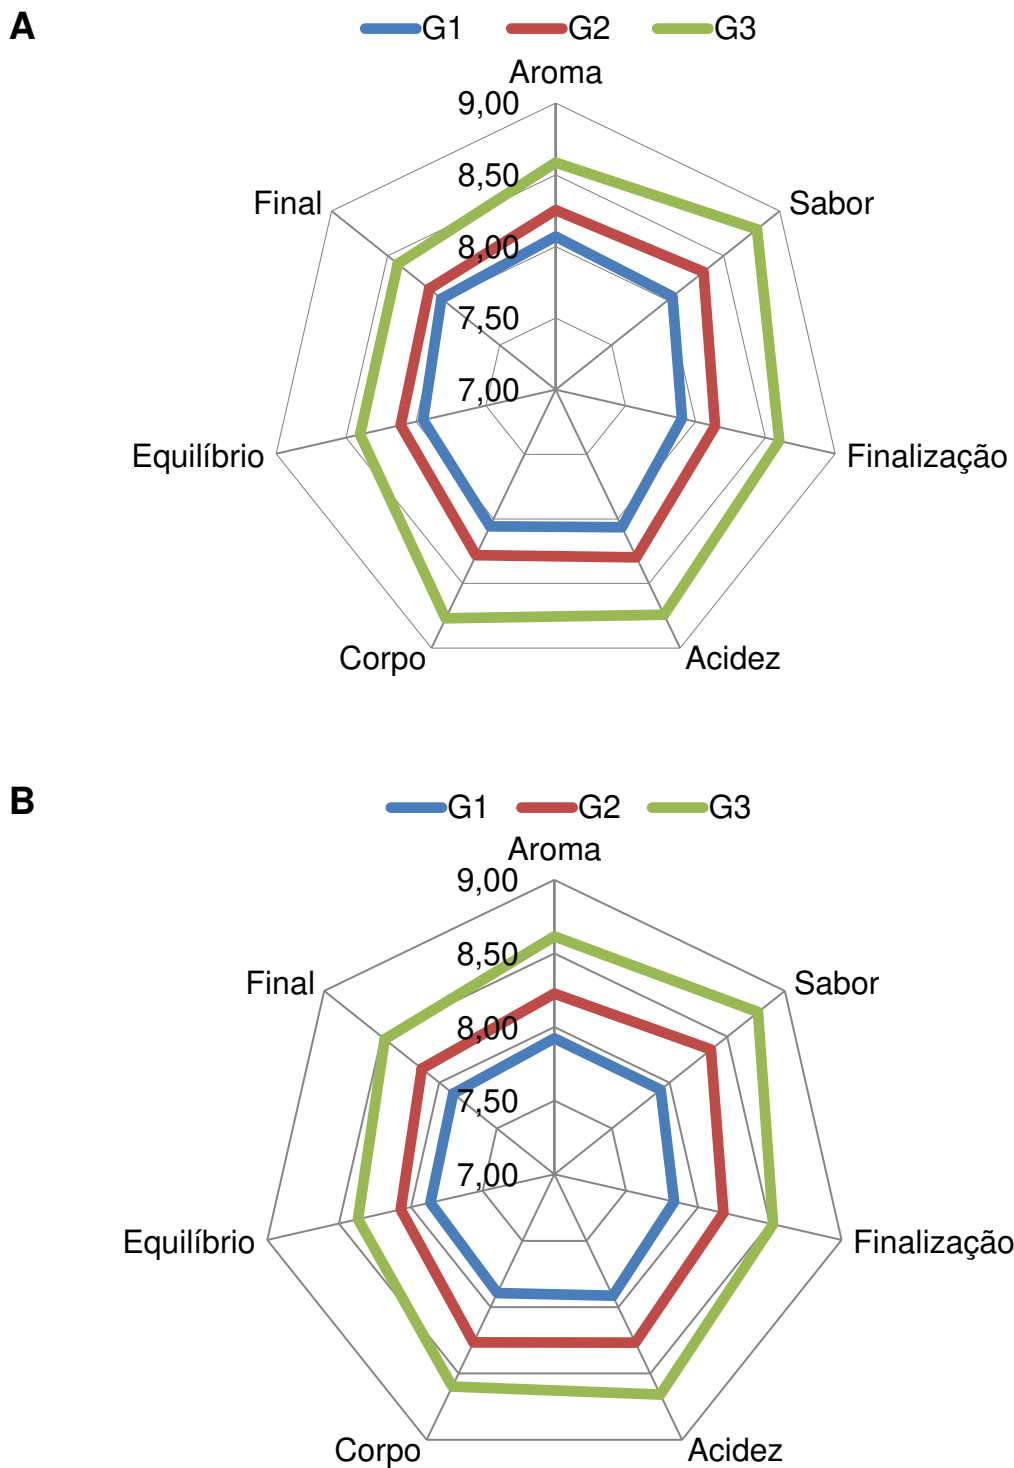 A
G1 G2 G3
Aroma
9,00
8,50
Final Sabor
8,00
7,50
7,00
Equilíbrio Finalização
Corpo Acidez
B
G1 G2 G3
Aroma
9,00
8,50
Final Sabor
8,00
7,50
7,00
Equilíbrio Finalização
Corpo Acidez